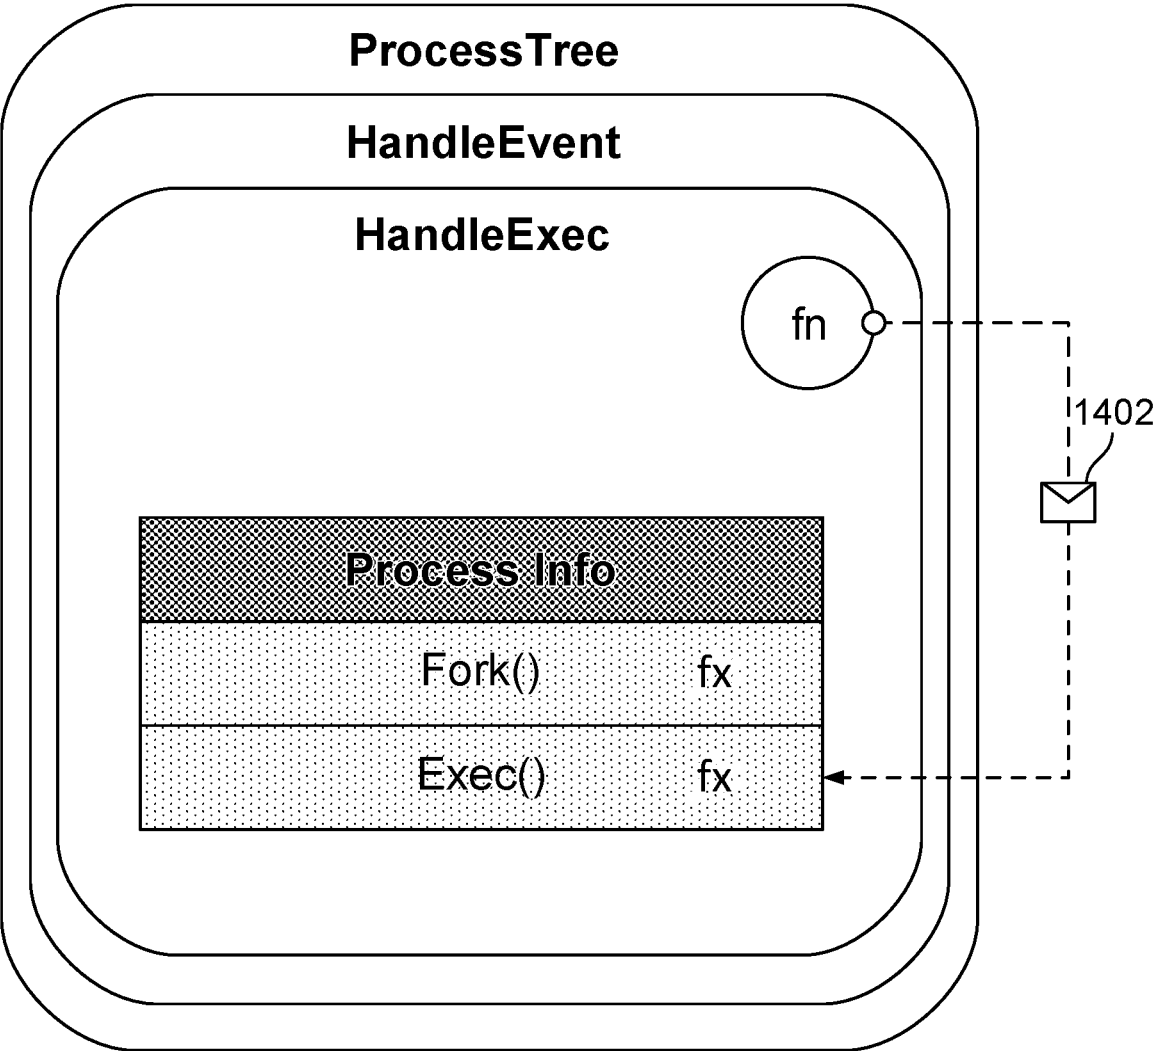 ProcessTree
HandleEvent
HandleExec
fn
1402
Process Info
Fork() fx
Exec() fx